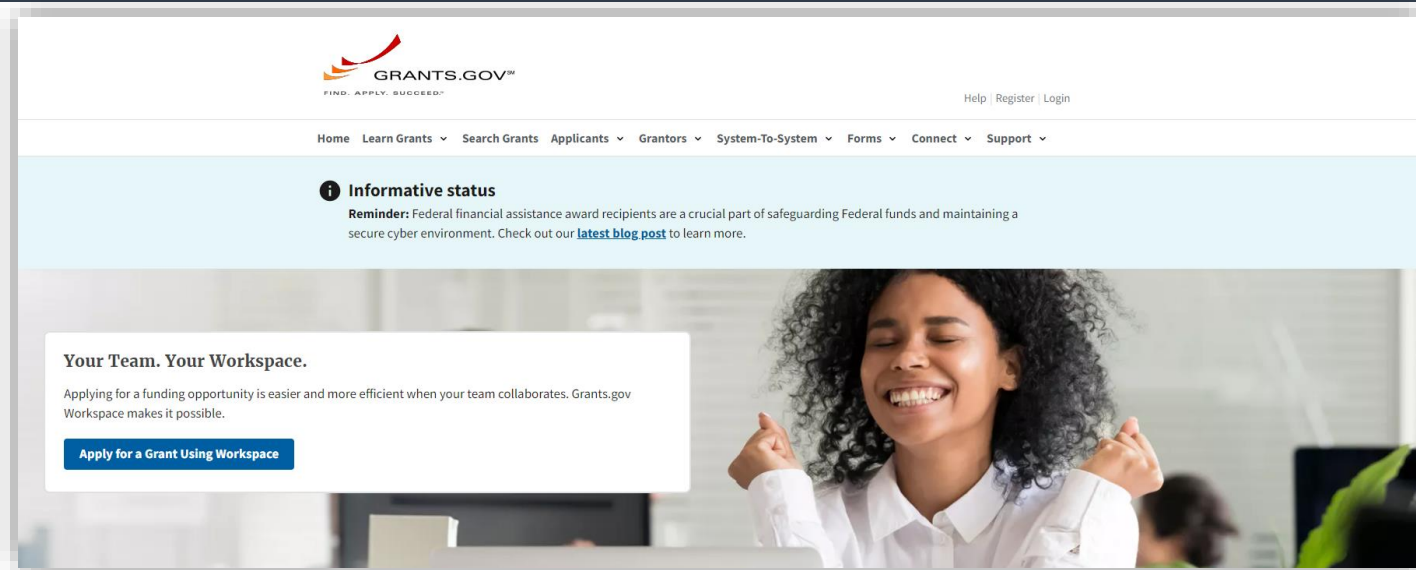 GRANTS.GOV℠
FIND. APPLY. SUCCEED.℠
Help | Register | Login
Home Learn Grants Search Grants Applicants Grantors System-To-System Forms Connect Support
Informative status
Reminder: Federal financial assistance award recipients are a crucial part of safeguarding Federal funds and maintaining a
secure cyber environment. Check out our latest blog post to learn more.
Your Team. Your Workspace.
Applying for a funding opportunity is easier and more efficient when your team collaborates. Grants.gov
Workspace makes it possible.
Apply for a Grant Using Workspace